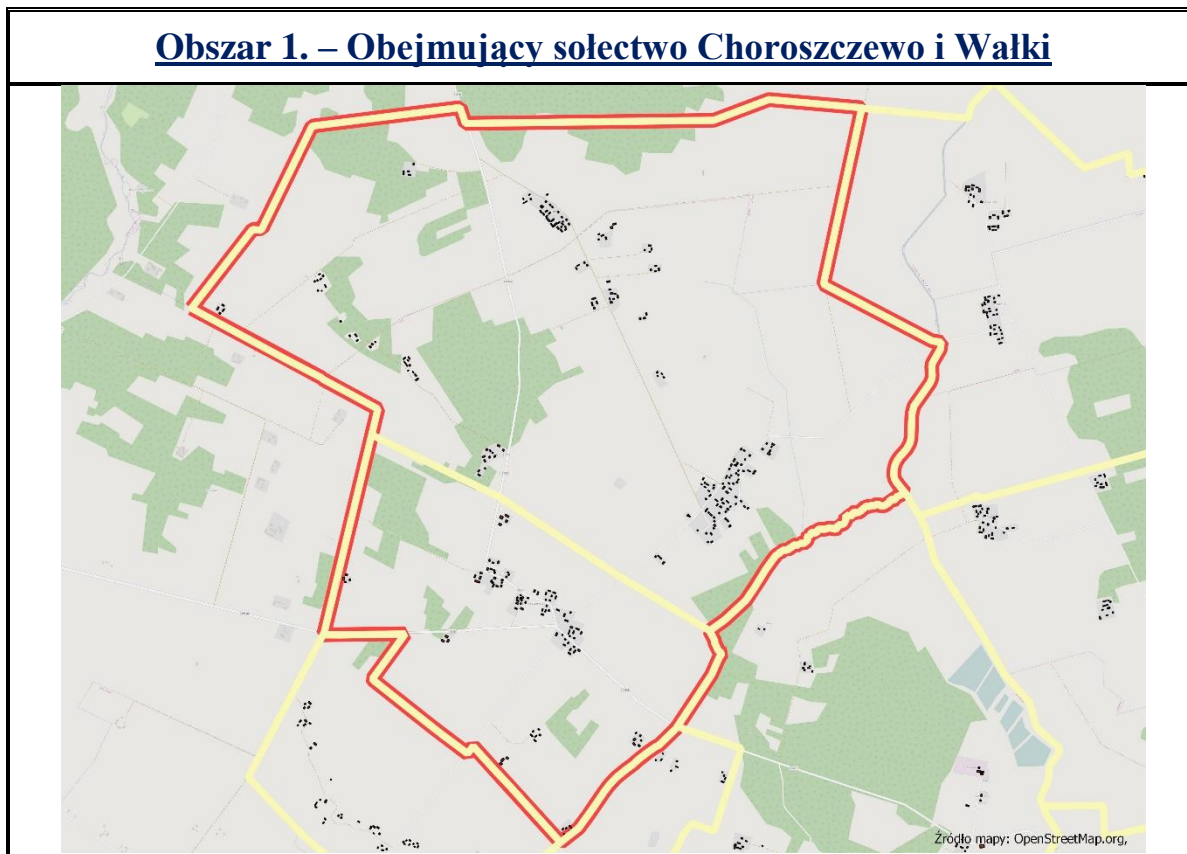 Obszar 1. – Obejmujący sołectwo Choroszczewo i Wałki
Źródło mapy: OpenStreetMap.org,